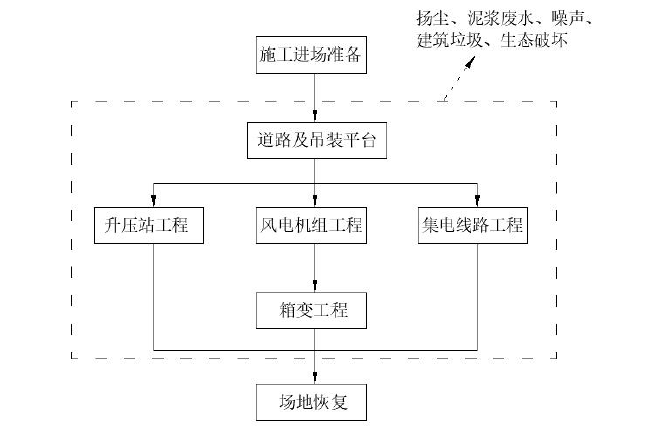 扬尘、泥浆废水、噪声、
建筑垃圾、生态破坏
施工进场准备
道路及吊装平台
升压站工程
风电机组工程
集电线路工程
箱变工程
场地恢复